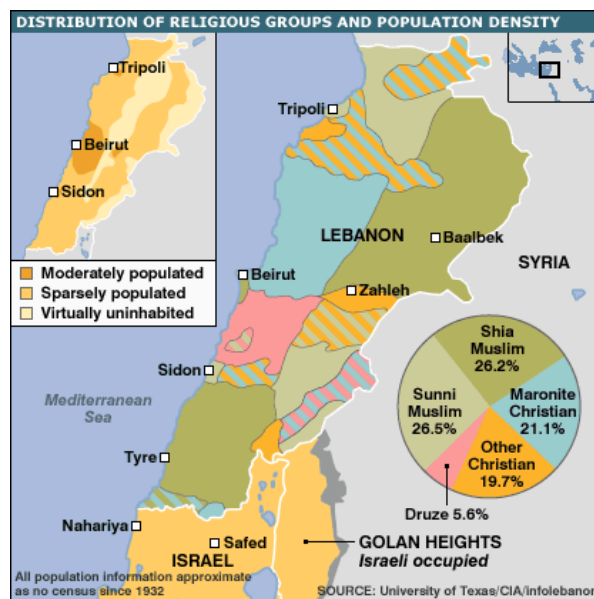 DISTRIBUTION OF RELIGIOUS GROUPS AND POPULATION DENSITY
Tripoli
Beirut
Sidon
Moderately populated
Sparsely populated
Virtually uninhabited
Tripoli
LEBANON
Baalbek
SYRIA
Beirut
Zahleh
Sidon
Mediterranean
Sea
Tyre
Nahariya
Safed
ISRAEL
GOLAN HEIGHTS
Israeli occupied
Shia
Muslim
26.2%
Maronite
Christian
21.1%
Sunni
Muslim
26.5%
Other
Christian
19.7%
Druze 5.6%
All population information approximate
as no census since 1932
SOURCE: University of Texas/CIA/infolebanon